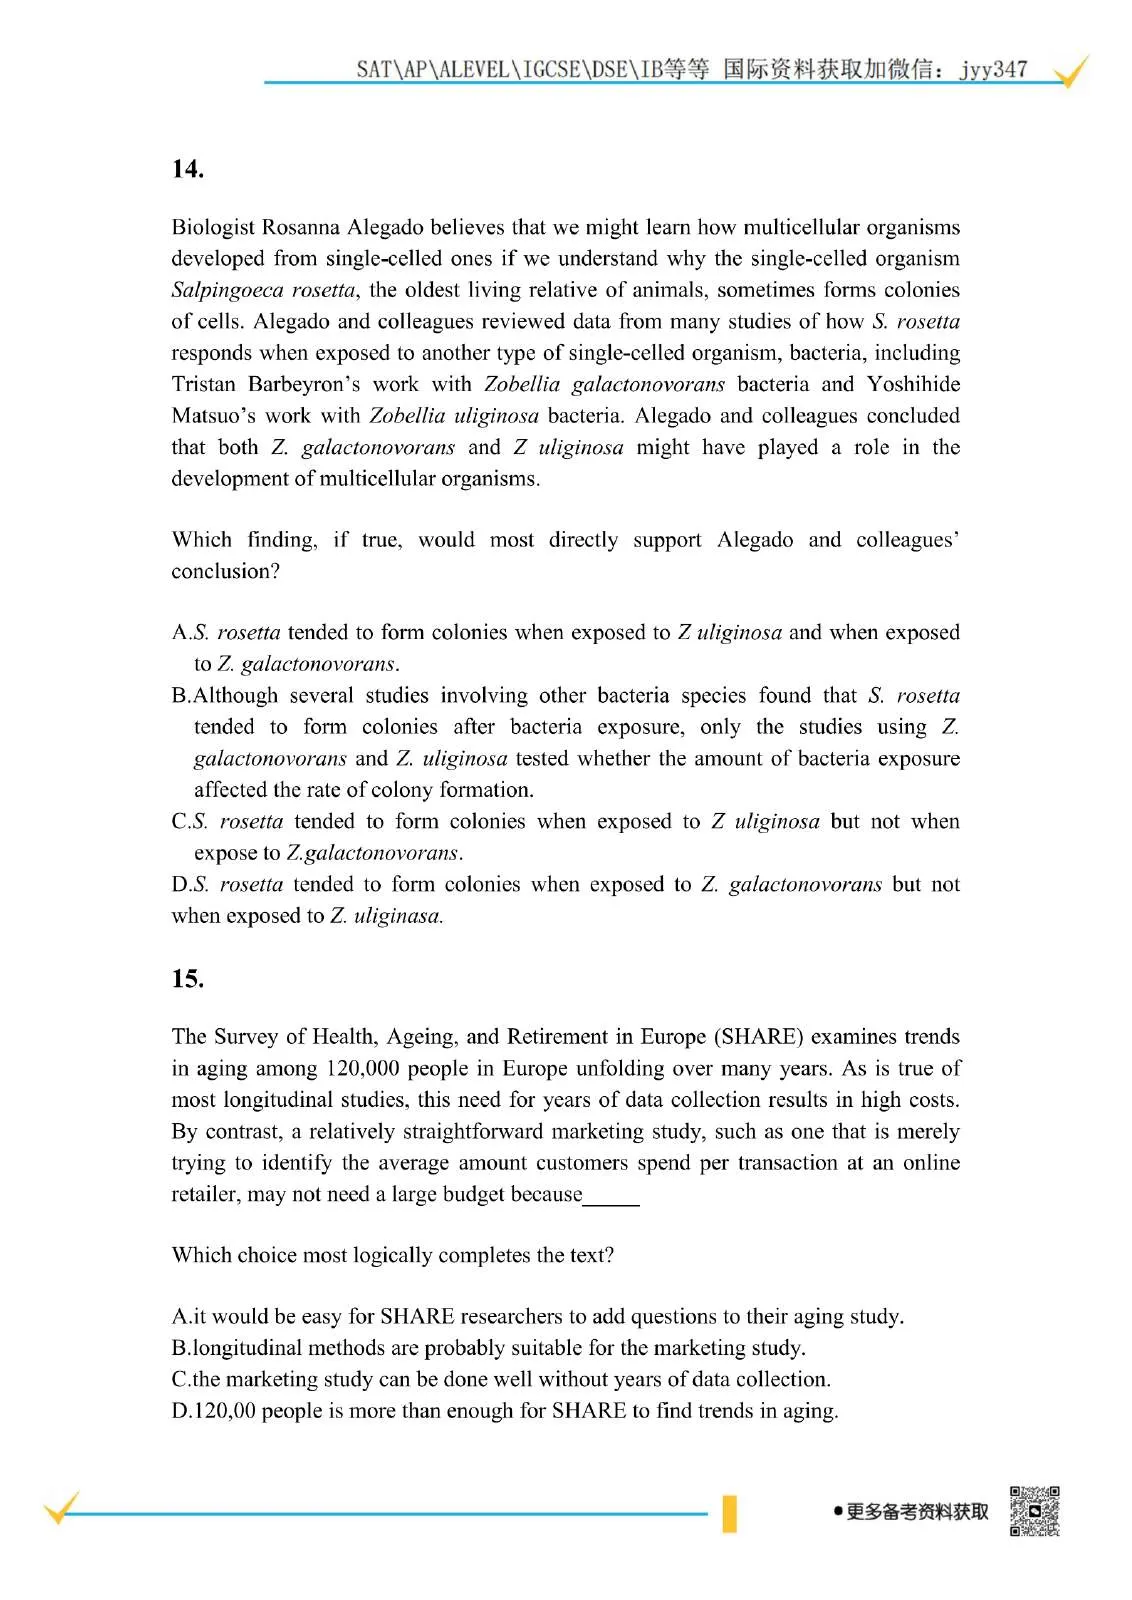 SAT\AP\ALEVEL\IGCSE\DSE\IB等等 国际资料获取加微信：jyy347
14.
Biologist Rosanna Alegado believes that we might learn how multicellular organisms
developed from single-celled ones if we understand why the single-celled organism
Salpingoeca rosetta, the oldest living relative of animals, sometimes forms colonies
of cells. Alegado and colleagues reviewed data from many studies of how S. rosetta
responds when exposed to another type of single-celled organism, bacteria, including
Tristan Barbeyron's work with Zobellia galactonovorans bacteria and Yoshihide
Matsuo's work with Zobellia uliginosa bacteria. Alegado and colleagues concluded
that both Z. galactonovorans and Z uliginosa might have played a role in the
development of multicellular organisms.
Which finding, if true, would most directly support Alegado and colleagues'
conclusion?
A.S. rosetta tended to form colonies when exposed to Z uliginosa and when exposed
to Z. galactonovorans.
B.Although several studies involving other bacteria species found that S. rosetta
tended to form colonies after bacteria exposure, only the studies using Z.
galactonovorans and Z. uliginosa tested whether the amount of bacteria exposure
affected the rate of colony formation.
C.S. rosetta tended to form colonies when exposed to Z uliginosa but not when
expose to Z.galactonovorans.
D.S. rosetta tended to form colonies when exposed to Z. galactonovorans but not
when exposed to Z. uliginasa.
15.
The Survey of Health, Ageing, and Retirement in Europe (SHARE) examines trends
in aging among 120,000 people in Europe unfolding over many years. As is true of
most longitudinal studies, this need for years of data collection results in high costs.
By contrast, a relatively straightforward marketing study, such as one that is merely
trying to identify the average amount customers spend per transaction at an online
retailer, may not need a large budget because_____
Which choice most logically completes the text?
A.it would be easy for SHARE researchers to add questions to their aging study.
B.longitudinal methods are probably suitable for the marketing study.
C.the marketing study can be done well without years of data collection.
D.120,00 people is more than enough for SHARE to find trends in aging.
•更多备考资料获取